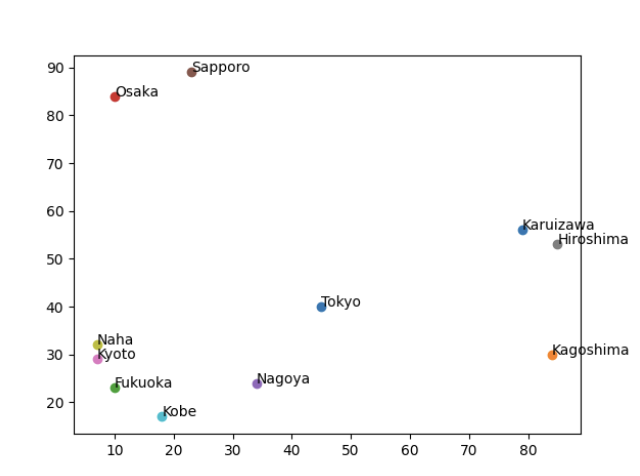 90
Sapporo
Osaka
80
70
60
Karuizawa
Hiroshima
50
40
Tokyo
Naha
30
Kyoto
Kagoshima
Fukuoka
Nagoya
20
Kobe
10 20 30 40 50 60 70 80